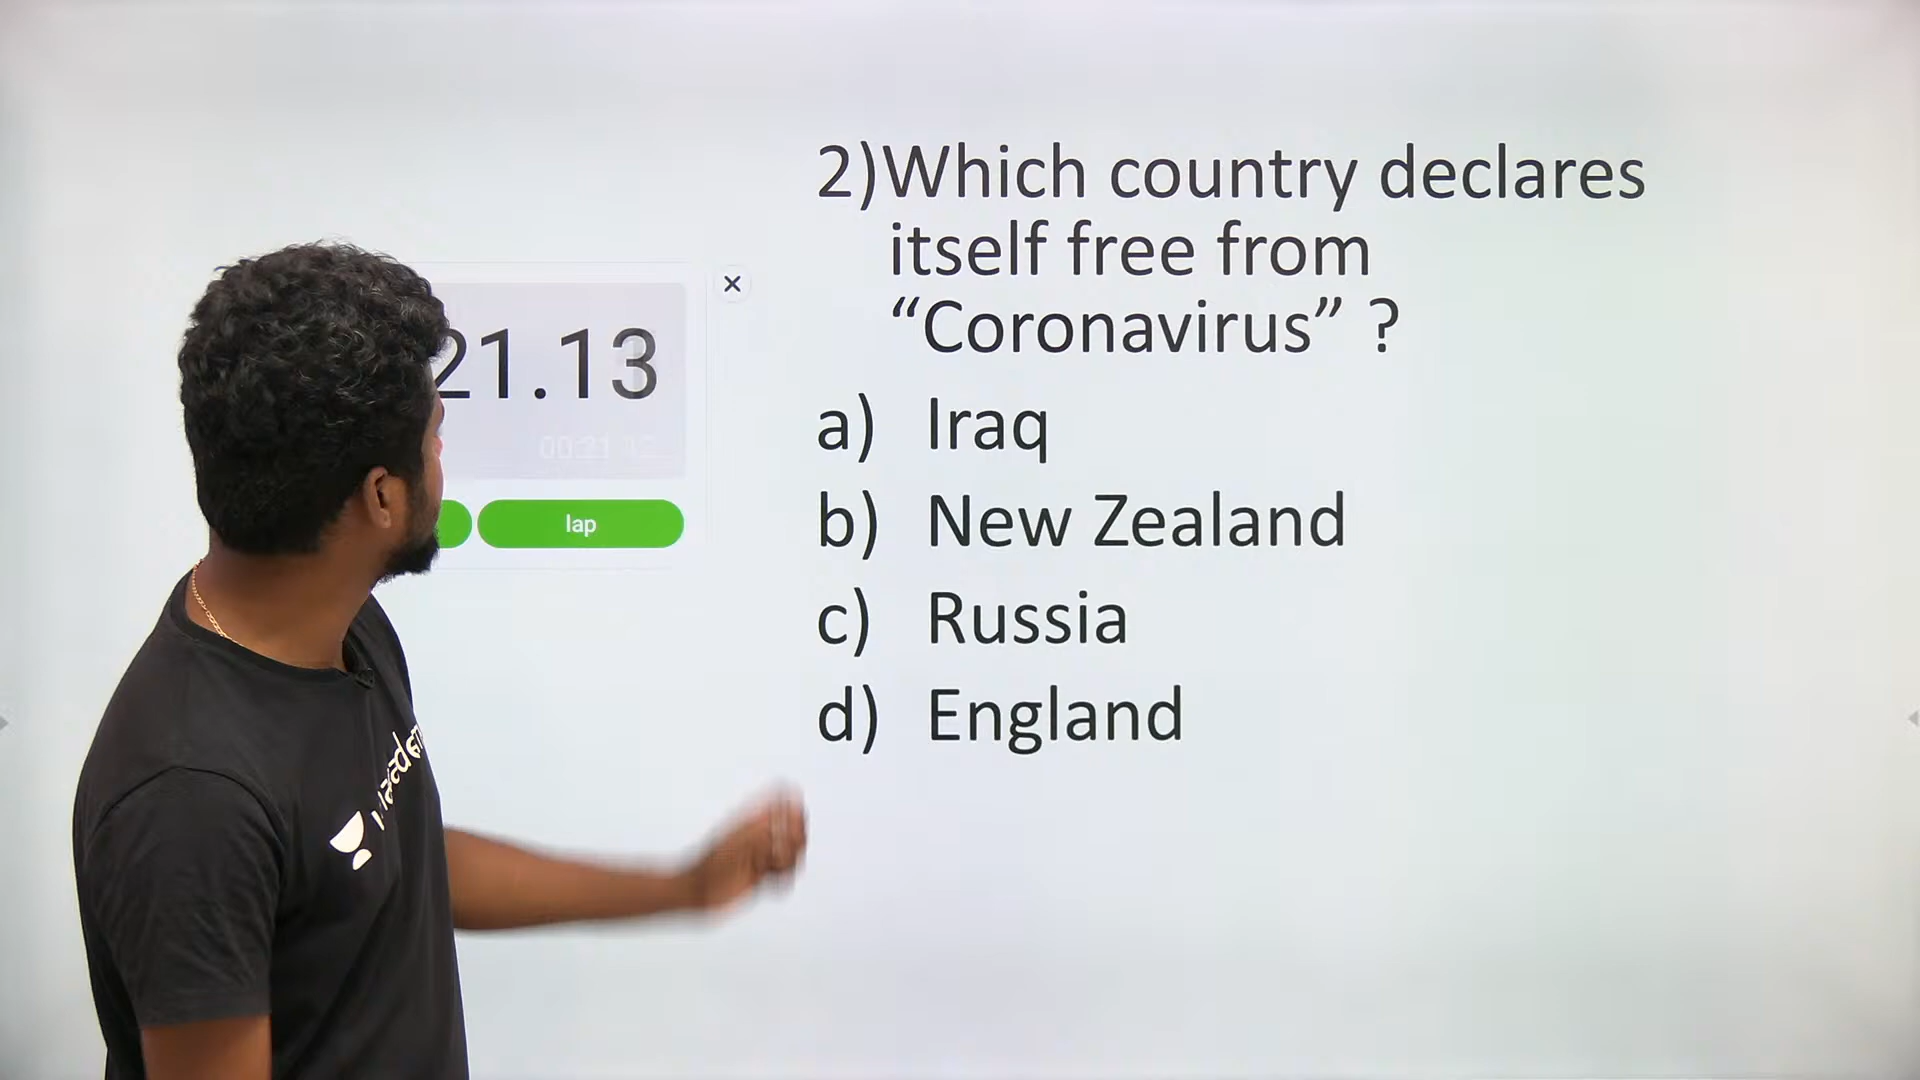 2)Which country declares
itself free from
“Coronavirus” ?
21.13
lap
a) Iraq
b) New Zealand
c) Russia
d) England